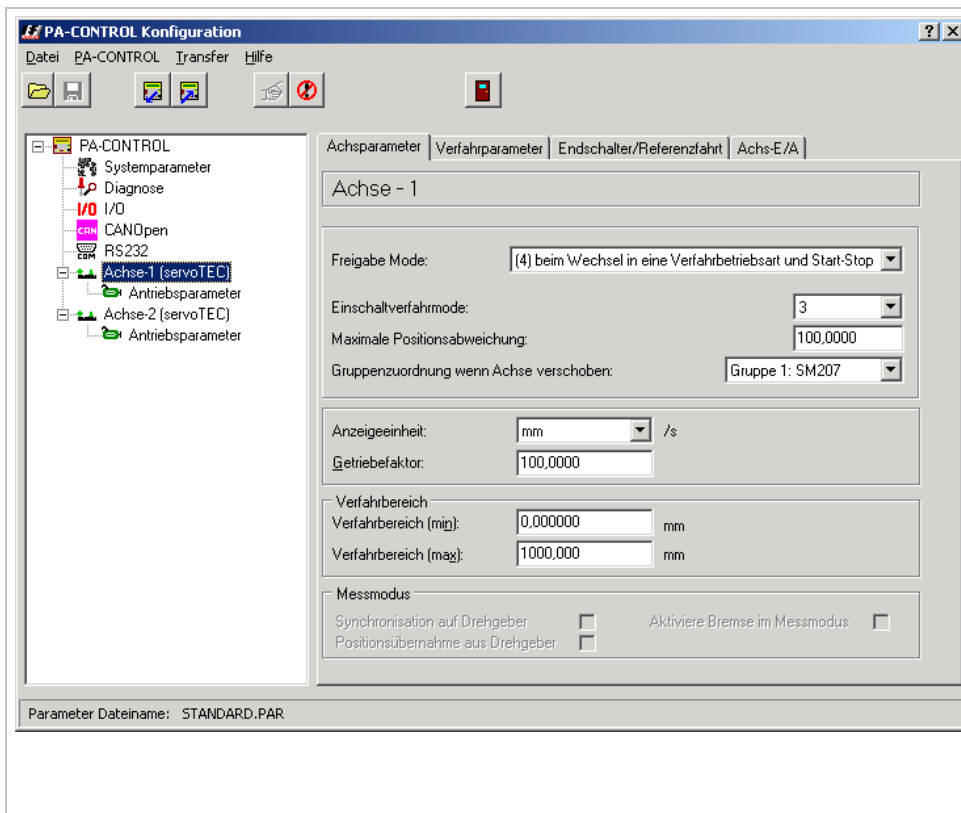 PA-CONTROL Konfiguration
Datei PA-CONTROL Transfer Hilfe
PA-CONTROL
Systemparameter
Diagnose
I/O I/O
CAN CANOpen
COM RS232
Achse-1 (servoTEC)
Antriebsparameter
Achse-2 (servoTEC)
Antriebsparameter
Achsparameter Verfahrparameter Endschalter/Referenzfahrt Achs-E/A
Achse - 1
Freigabe Mode: (4) beim Wechsel in eine Verfahrbetriebsart und Start-Stop
Einschaltverfahrmode: 3
Maximale Positionsabweichung: 100,0000
Gruppenzuordnung wenn Achse verschoben: Gruppe 1: SM207
Anzeigeeinheit: mm /s
Getriebefaktor: 100,0000
Verfahrbereich
Verfahrbereich (min): 0,000000 mm
Verfahrbereich (max): 1000,000 mm
Messmodus
Synchronisation auf Drehgeber Aktiviere Bremse im Messmodus
Positionsübernahme aus Drehgeber
Parameter Dateiname: STANDARD.PAR